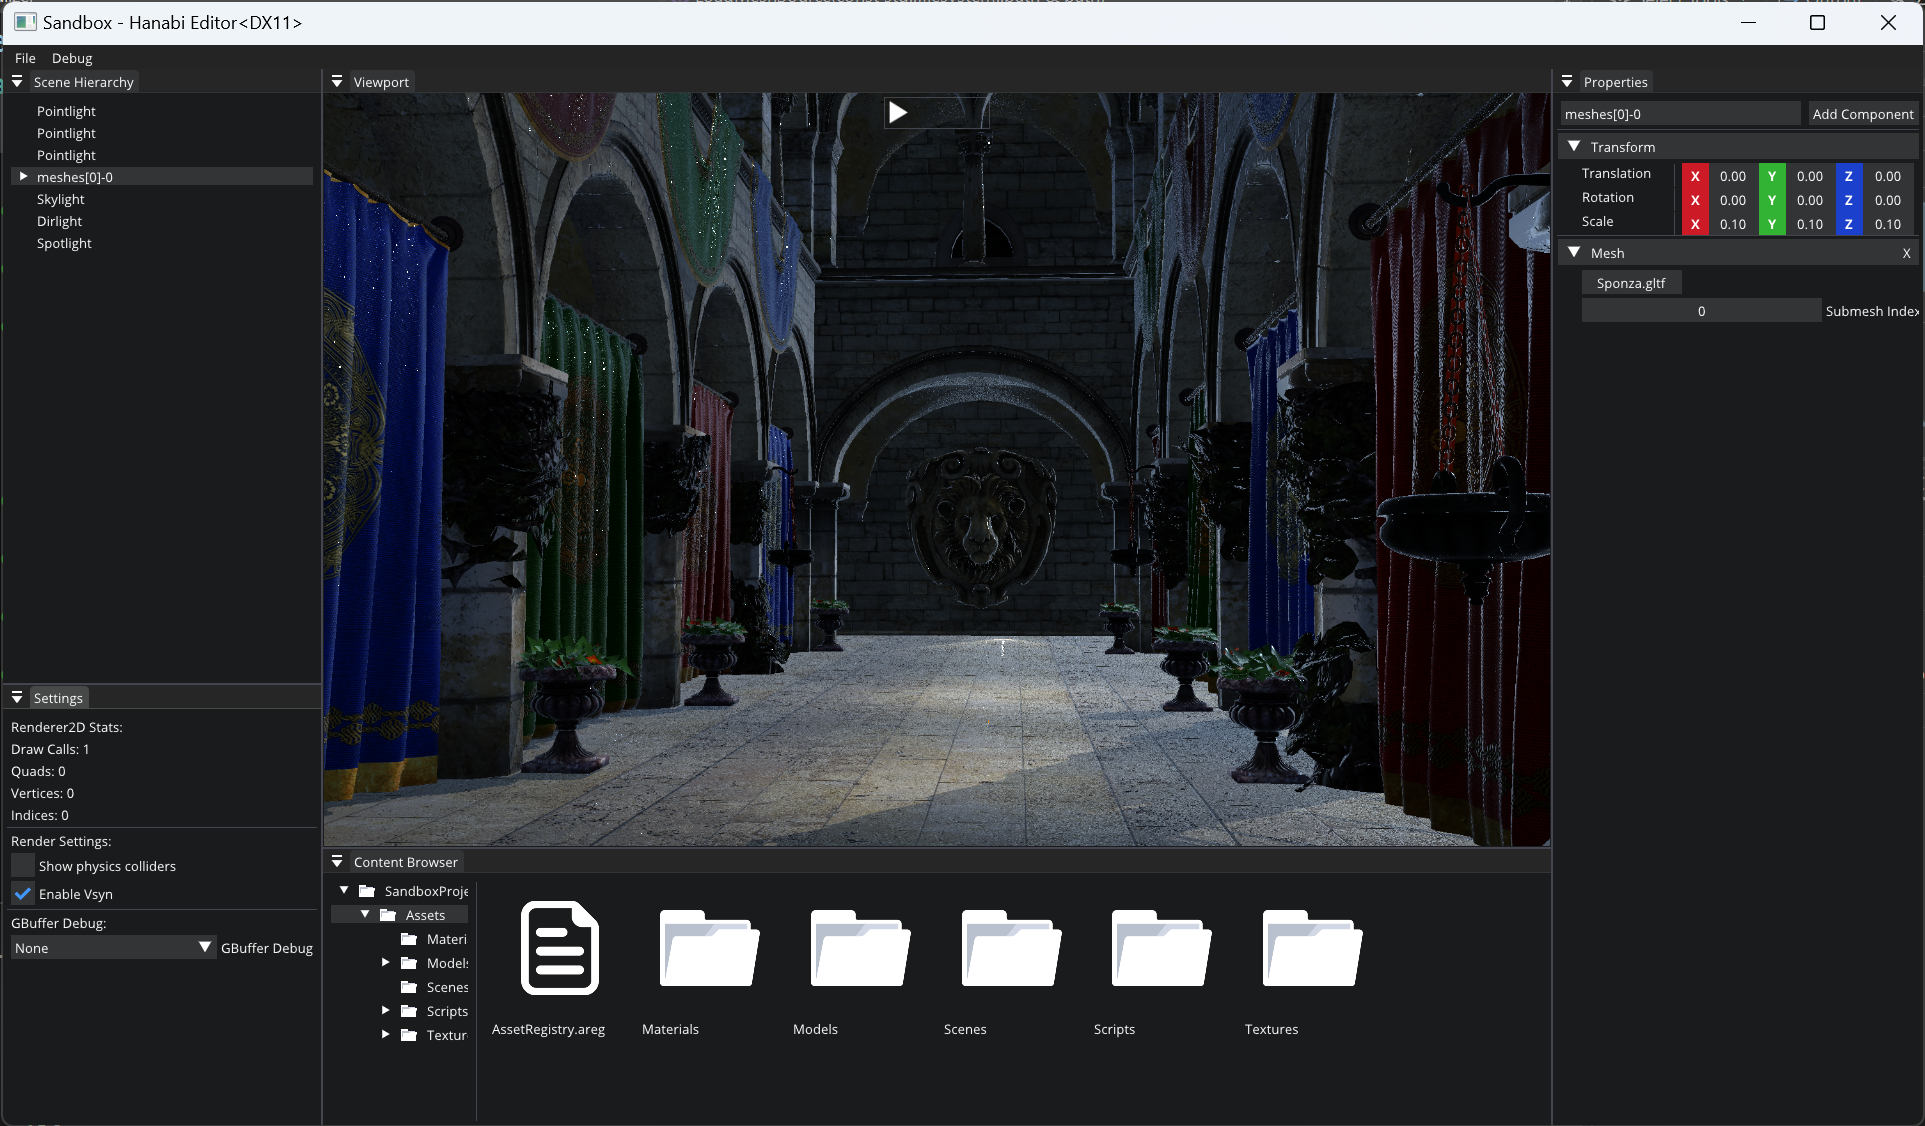 Sandbox - Hanabi Editor<DX11>
File Debug
Scene Hierarchy
Pointlight
Pointlight
Pointlight
meshes[0]-0
Skylight
Dirlight
Spotlight
Settings
Renderer2D Stats:
Draw Calls: 1
Quads: 0
Vertices: 0
Indices: 0
Render Settings:
Show physics colliders
Enable Vsyn
GBuffer Debug:
None GBuffer Debug
Viewport
Content Browser
SandboxProje
Assets
Materi
Models
Scenes
Scripts
Textur
AssetRegistry.areg
Materials
Models
Scenes
Scripts
Textures
Properties
meshes[0]-0 Add Component
Transform
Translation X 0.00 Y 0.00 Z 0.00
Rotation X 0.00 Y 0.00 Z 0.00
Scale X 0.10 Y 0.10 Z 0.10
Mesh X
Sponza.gltf
0 Submesh Index